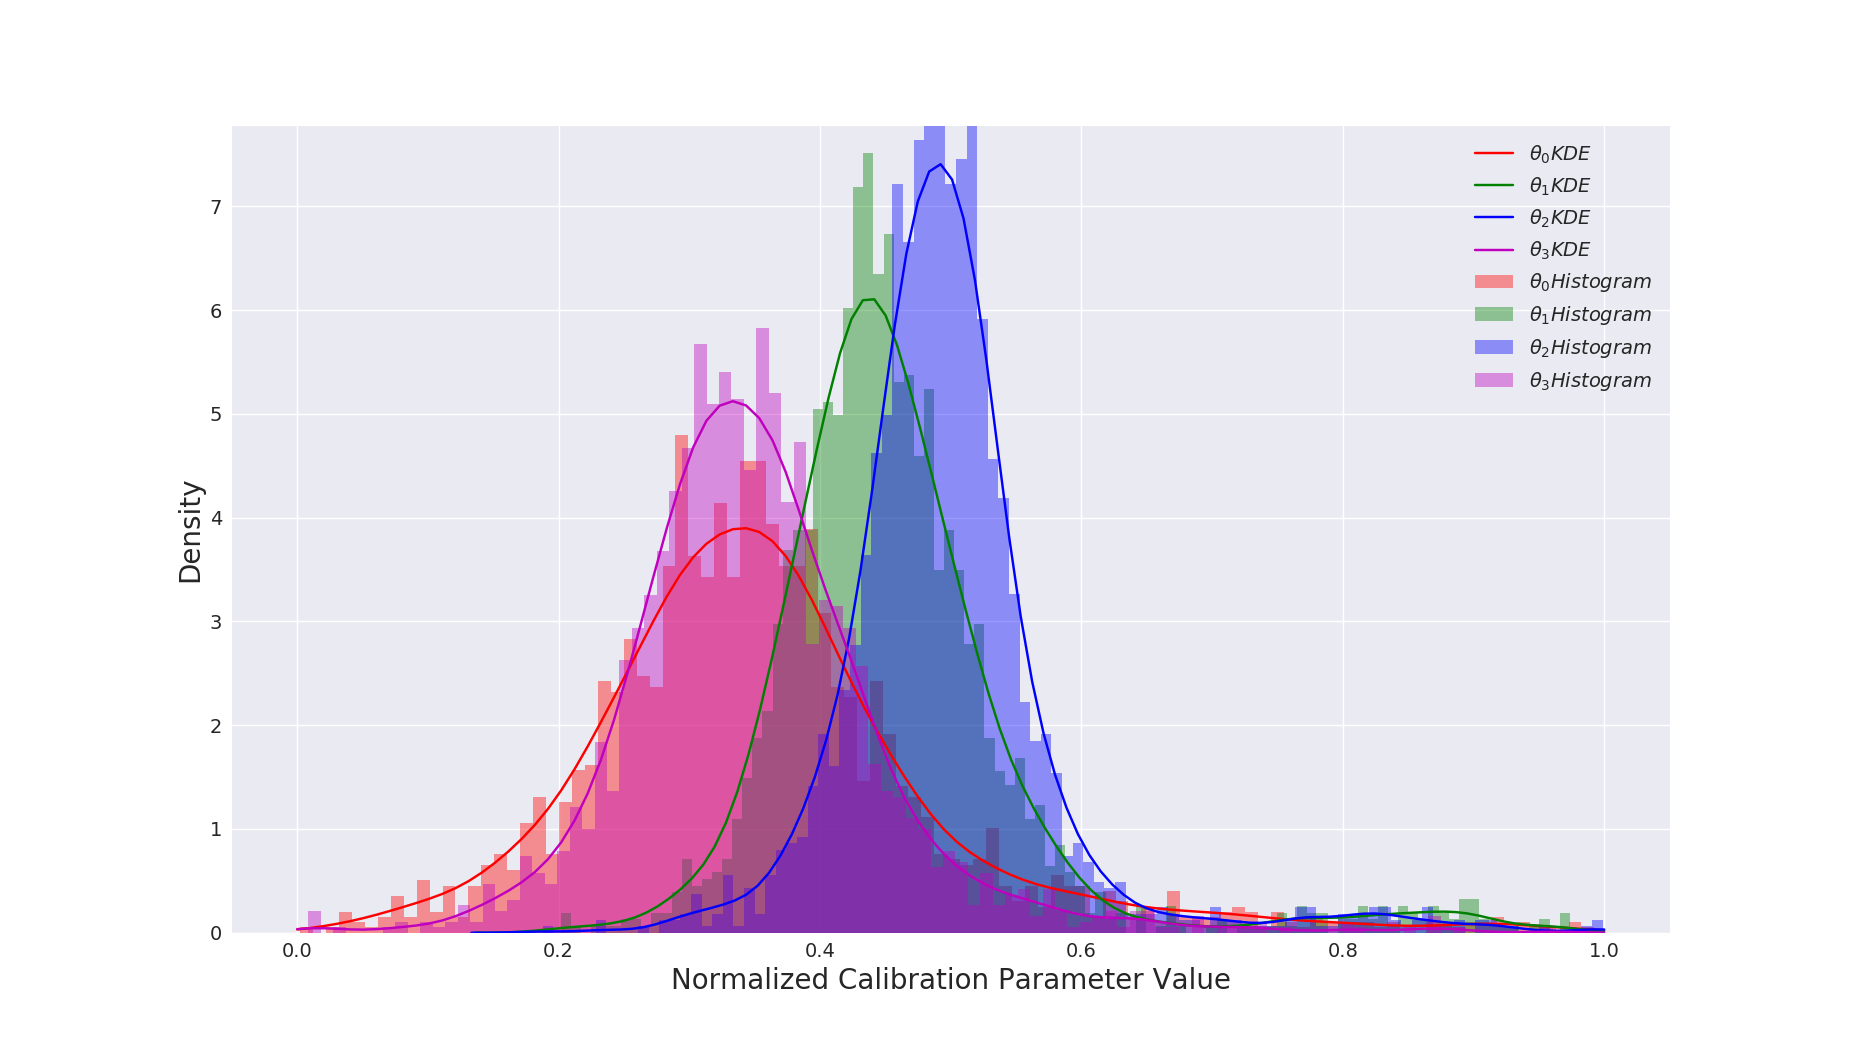 θ₀KDE
θ₁KDE
θ₂KDE
θ₃KDE
θ₀Histogram
θ₁Histogram
θ₂Histogram
θ₃Histogram
7
6
5
4
3
2
1
0
Density
0.0 0.2 0.4 0.6 0.8 1.0
Normalized Calibration Parameter Value